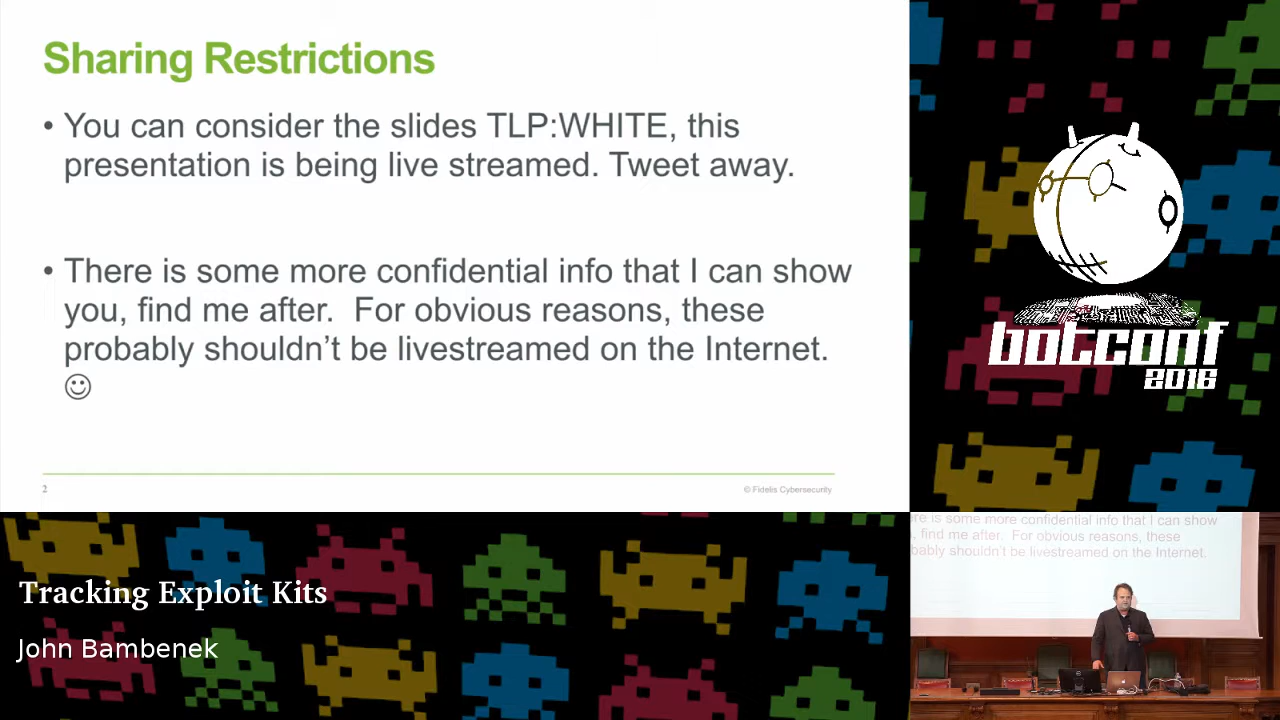 Sharing Restrictions
• You can consider the slides TLP:WHITE, this
presentation is being live streamed. Tweet away.
• There is some more confidential info that I can show
you, find me after.  For obvious reasons, these
probably shouldn’t be livestreamed on the Internet.
☺
2
© Fidelis Cybersecurity
botconf
2016
Tracking Exploit Kits
John Bambenek
re is some more confidential info that I can show
, find me after.  For obvious reasons, these
bably shouldn’t be livestreamed on the Internet.